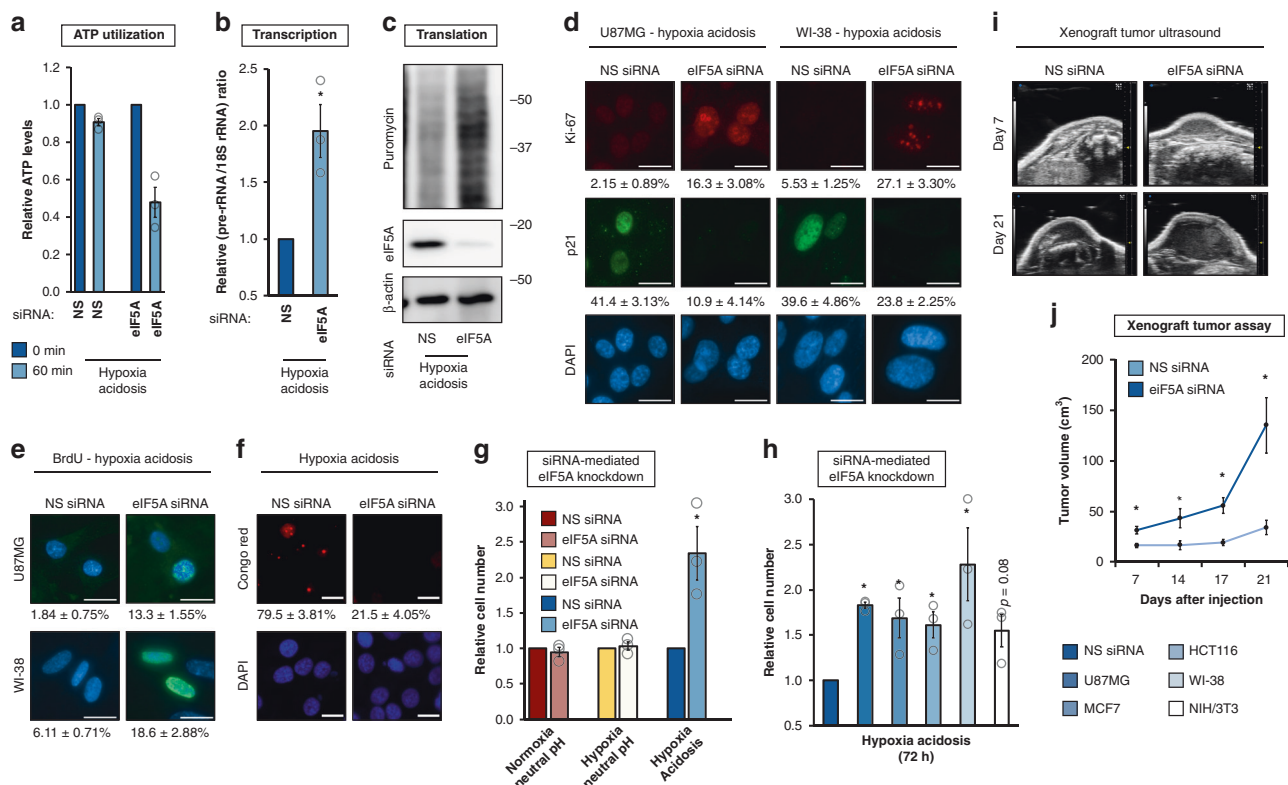 a
ATP utilization
Relative ATP levels
1.2
1.0
0.8
0.6
0.4
0.2
0
siRNA:
NS
NS
eIF5A
eIF5A
0 min
60 min
Hypoxia
acidosis
b
Transcription
Relative (pre-rRNA/18S rRNA) ratio
2.5
2.0
1.5
1.0
0.5
*
siRNA:
NS
eIF5A
Hypoxia
acidosis
c
Translation
Puromycin
–50
–37
eIF5A
–20
β-actin
–50
siRNA
NS eIF5A
Hypoxia
acidosis
d
U87MG - hypoxia acidosis
WI-38 - hypoxia acidosis
NS siRNA eIF5A siRNA NS siRNA eIF5A siRNA
Ki-67
2.15 ± 0.89% 16.3 ± 3.08% 5.53 ± 1.25% 27.1 ± 3.30%
p21
41.4 ± 3.13% 10.9 ± 4.14% 39.6 ± 4.86% 23.8 ± 2.25%
DAPI
e
BrdU - hypoxia acidosis
NS siRNA eIF5A siRNA
U87MG
1.84 ± 0.75% 13.3 ± 1.55%
WI-38
6.11 ± 0.71% 18.6 ± 2.88%
f
Hypoxia acidosis
NS siRNA eIF5A siRNA
Congo red
79.5 ± 3.81% 21.5 ± 4.05%
DAPI
g
siRNA-mediated
eIF5A knockdown
Relative cell number
3.0
2.5
2.0
1.5
1.0
0.5
0.0
NS siRNA
eIF5A siRNA
NS siRNA
eIF5A siRNA
NS siRNA
eIF5A siRNA
*
Normoxia
neutral pH
Hypoxia
neutral pH
Hypoxia
Acidosis
h
siRNA-mediated
eIF5A knockdown
Relative cell number
3.0
2.5
2.0
1.5
1.0
0.5
*
*
*
*
p = 0.08
Hypoxia acidosis
(72 h)
NS siRNA
U87MG
MCF7
HCT116
WI-38
NIH/3T3
i
Xenograft tumor ultrasound
NS siRNA eIF5A siRNA
Day 7
Day 21
j
Xenograft tumor assay
Tumor volume (cm³)
200
150
100
50
0
NS siRNA
eiF5A siRNA
*
*
*
*
7 14 17 21
Days after injection